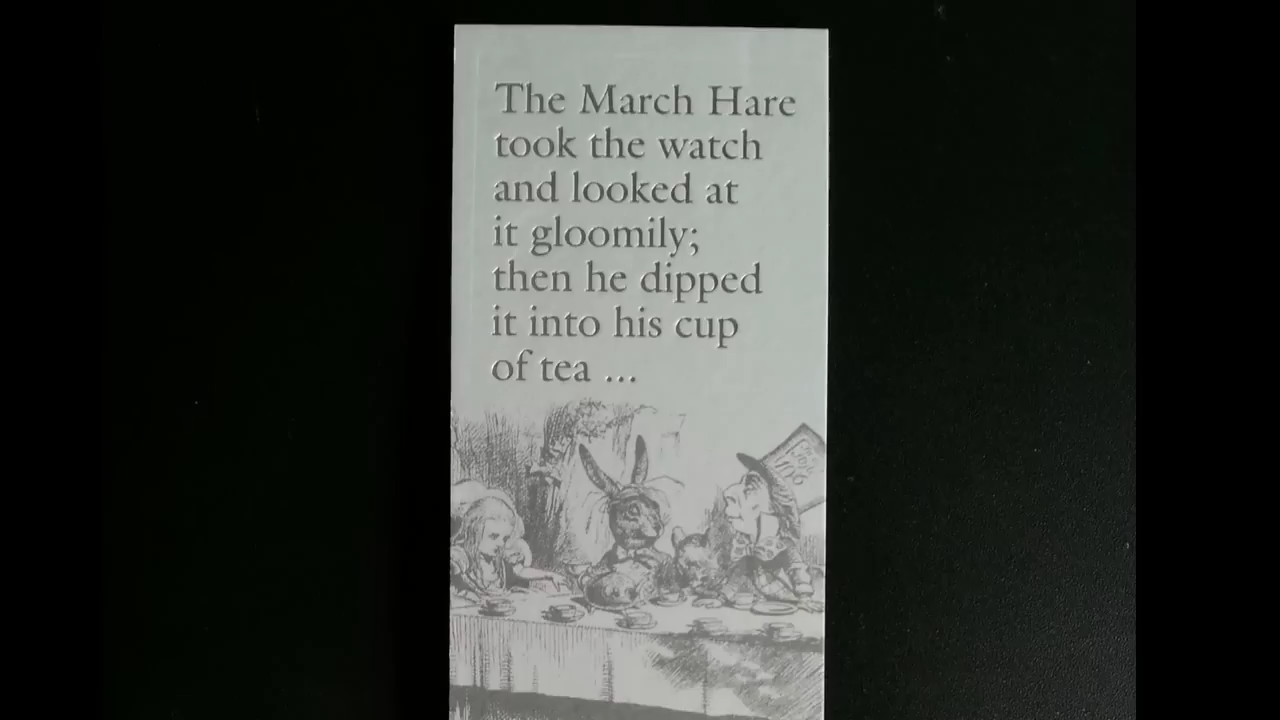 The March Hare
took the watch
and looked at
it gloomily;
then he dipped
it into his cup
of tea ...